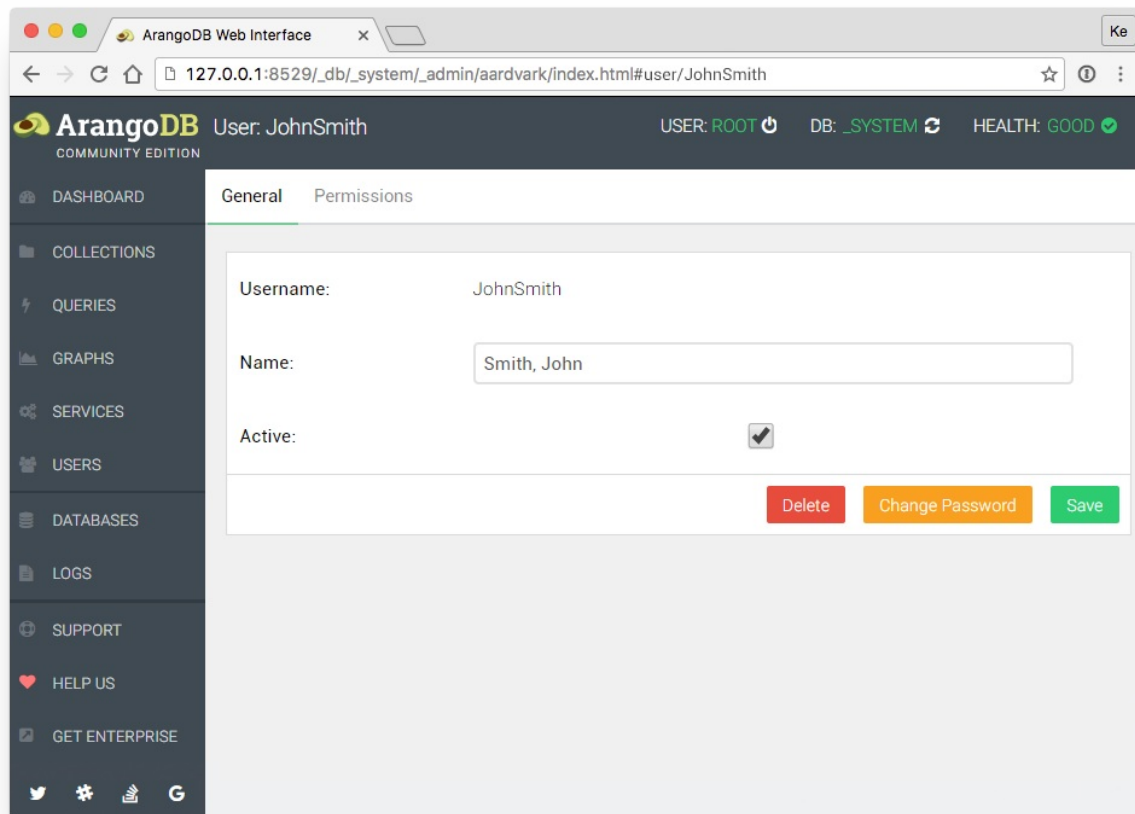 ArangoDB Web Interface
Ke
127.0.0.1:8529/_db/_system/_admin/aardvark/index.html#user/JohnSmith
ArangoDB User: JohnSmith USER: ROOT DB: _SYSTEM HEALTH: GOOD
COMMUNITY EDITION
DASHBOARD
General Permissions
COLLECTIONS
QUERIES
GRAPHS
SERVICES
USERS
DATABASES
LOGS
SUPPORT
HELP US
GET ENTERPRISE
G
Username: JohnSmith
Name: Smith, John
Active:
Delete Change Password Save